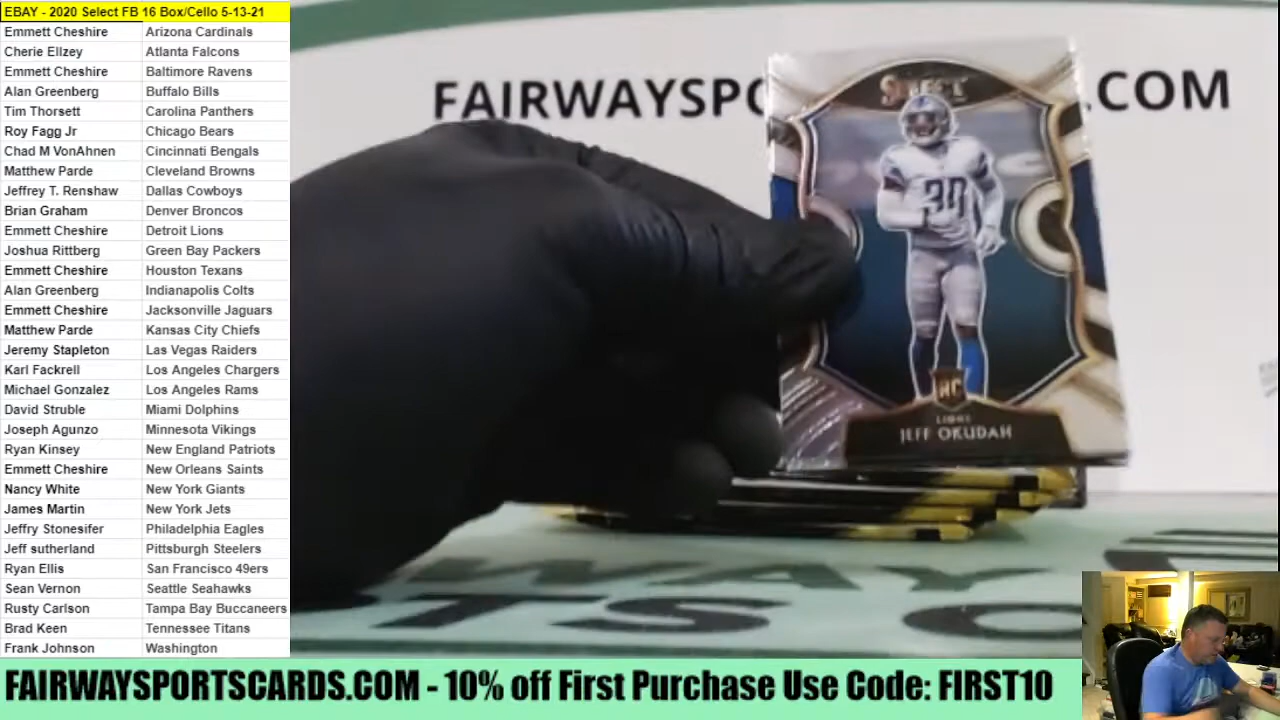 EBAY - 2020 Select FB 16 Box/Cello 5-13-21
Emmett Cheshire Arizona Cardinals
Cherie Ellzey Atlanta Falcons
Emmett Cheshire Baltimore Ravens
Alan Greenberg Buffalo Bills
Tim Thorsett Carolina Panthers
Roy Fagg Jr Chicago Bears
Chad M VonAhnen Cincinnati Bengals
Matthew Parde Cleveland Browns
Jeffrey T. Renshaw Dallas Cowboys
Brian Graham Denver Broncos
Emmett Cheshire Detroit Lions
Joshua Rittberg Green Bay Packers
Emmett Cheshire Houston Texans
Alan Greenberg Indianapolis Colts
Emmett Cheshire Jacksonville Jaguars
Matthew Parde Kansas City Chiefs
Jeremy Stapleton Las Vegas Raiders
Karl Fackrell Los Angeles Chargers
Michael Gonzalez Los Angeles Rams
David Struble Miami Dolphins
Joseph Agunzo Minnesota Vikings
Ryan Kinsey New England Patriots
Emmett Cheshire New Orleans Saints
Nancy White New York Giants
James Martin New York Jets
Jeffry Stonesifer Philadelphia Eagles
Jeff sutherland Pittsburgh Steelers
Ryan Ellis San Francisco 49ers
Sean Vernon Seattle Seahawks
Rusty Carlson Tampa Bay Buccaneers
Brad Keen Tennessee Titans
Frank Johnson Washington
FAIRWAYSPO .COM
SELECT
30
RC
LIONS
JEFF OKUDAH
WAY
TS
FAIRWAYSPORTSCARDS.COM - 10% off First Purchase Use Code: FIRST10